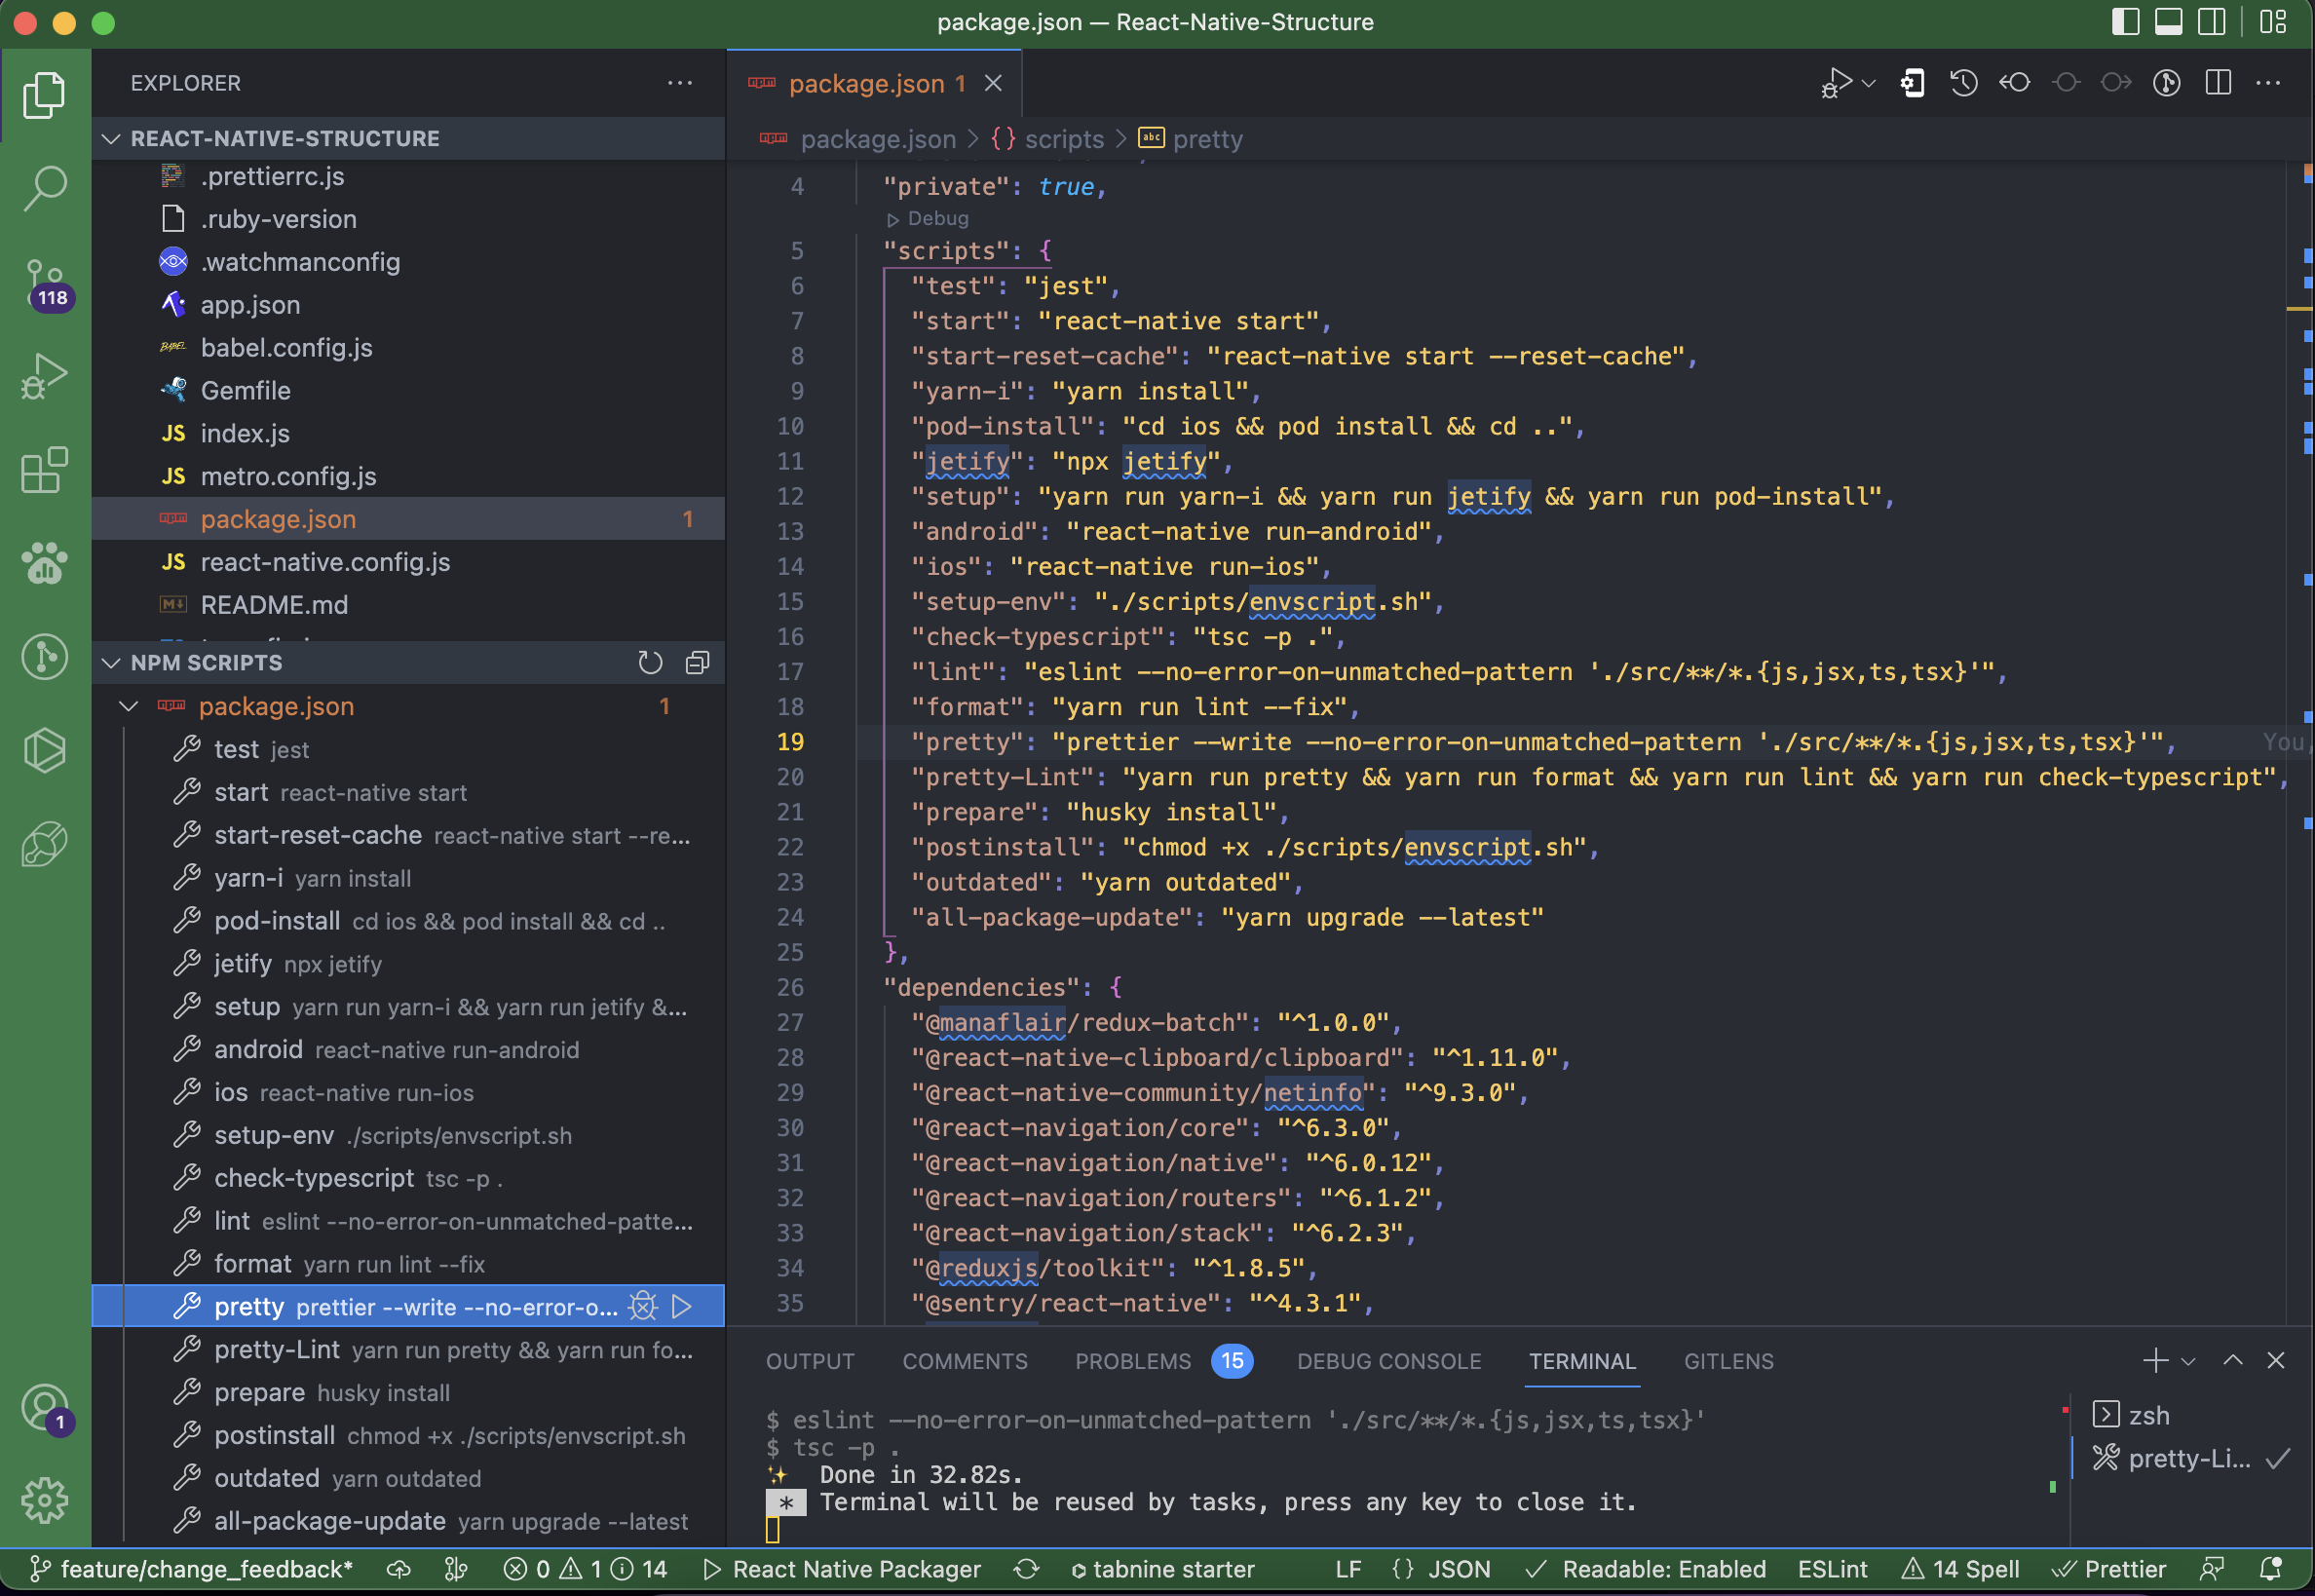 package.json — React-Native-Structure
EXPLORER
REACT-NATIVE-STRUCTURE
.prettierrc.js
.ruby-version
.watchmanconfig
app.json
babel.config.js
Gemfile
JS index.js
JS metro.config.js
package.json 1
JS react-native.config.js
M↓ README.md
NPM SCRIPTS
package.json 1
test jest
start react-native start
start-reset-cache react-native start --re...
yarn-i yarn install
pod-install cd ios && pod install && cd ..
jetify npx jetify
setup yarn run yarn-i && yarn run jetify &...
android react-native run-android
ios react-native run-ios
setup-env ./scripts/envscript.sh
check-typescript tsc -p .
lint eslint --no-error-on-unmatched-patte...
format yarn run lint --fix
pretty prettier --write --no-error-o...
pretty-Lint yarn run pretty && yarn run fo...
prepare husky install
postinstall chmod +x ./scripts/envscript.sh
outdated yarn outdated
all-package-update yarn upgrade --latest
118
1
package.json 1
package.json > {} scripts > abc pretty
4 "private": true,
Debug
5 "scripts": {
6 "test": "jest",
7 "start": "react-native start",
8 "start-reset-cache": "react-native start --reset-cache",
9 "yarn-i": "yarn install",
10 "pod-install": "cd ios && pod install && cd ..",
11 "jetify": "npx jetify",
12 "setup": "yarn run yarn-i && yarn run jetify && yarn run pod-install",
13 "android": "react-native run-android",
14 "ios": "react-native run-ios",
15 "setup-env": "./scripts/envscript.sh",
16 "check-typescript": "tsc -p .",
17 "lint": "eslint --no-error-on-unmatched-pattern './src/**/*.{js,jsx,ts,tsx}'",
18 "format": "yarn run lint --fix",
19 "pretty": "prettier --write --no-error-on-unmatched-pattern './src/**/*.{js,jsx,ts,tsx}'", You,
20 "pretty-Lint": "yarn run pretty && yarn run format && yarn run lint && yarn run check-typescript",
21 "prepare": "husky install",
22 "postinstall": "chmod +x ./scripts/envscript.sh",
23 "outdated": "yarn outdated",
24 "all-package-update": "yarn upgrade --latest"
25 },
26 "dependencies": {
27 "@manaflair/redux-batch": "^1.0.0",
28 "@react-native-clipboard/clipboard": "^1.11.0",
29 "@react-native-community/netinfo": "^9.3.0",
30 "@react-navigation/core": "^6.3.0",
31 "@react-navigation/native": "^6.0.12",
32 "@react-navigation/routers": "^6.1.2",
33 "@react-navigation/stack": "^6.2.3",
34 "@reduxjs/toolkit": "^1.8.5",
35 "@sentry/react-native": "^4.3.1",
OUTPUT COMMENTS PROBLEMS 15 DEBUG CONSOLE TERMINAL GITLENS
$ eslint --no-error-on-unmatched-pattern './src/**/*.{js,jsx,ts,tsx}'
$ tsc -p .
✨ Done in 32.82s.
* Terminal will be reused by tasks, press any key to close it.
zsh
pretty-Li...
feature/change_feedback* 0 1 14 React Native Packager tabnine starter LF {} JSON Readable: Enabled ESLint 14 Spell Prettier